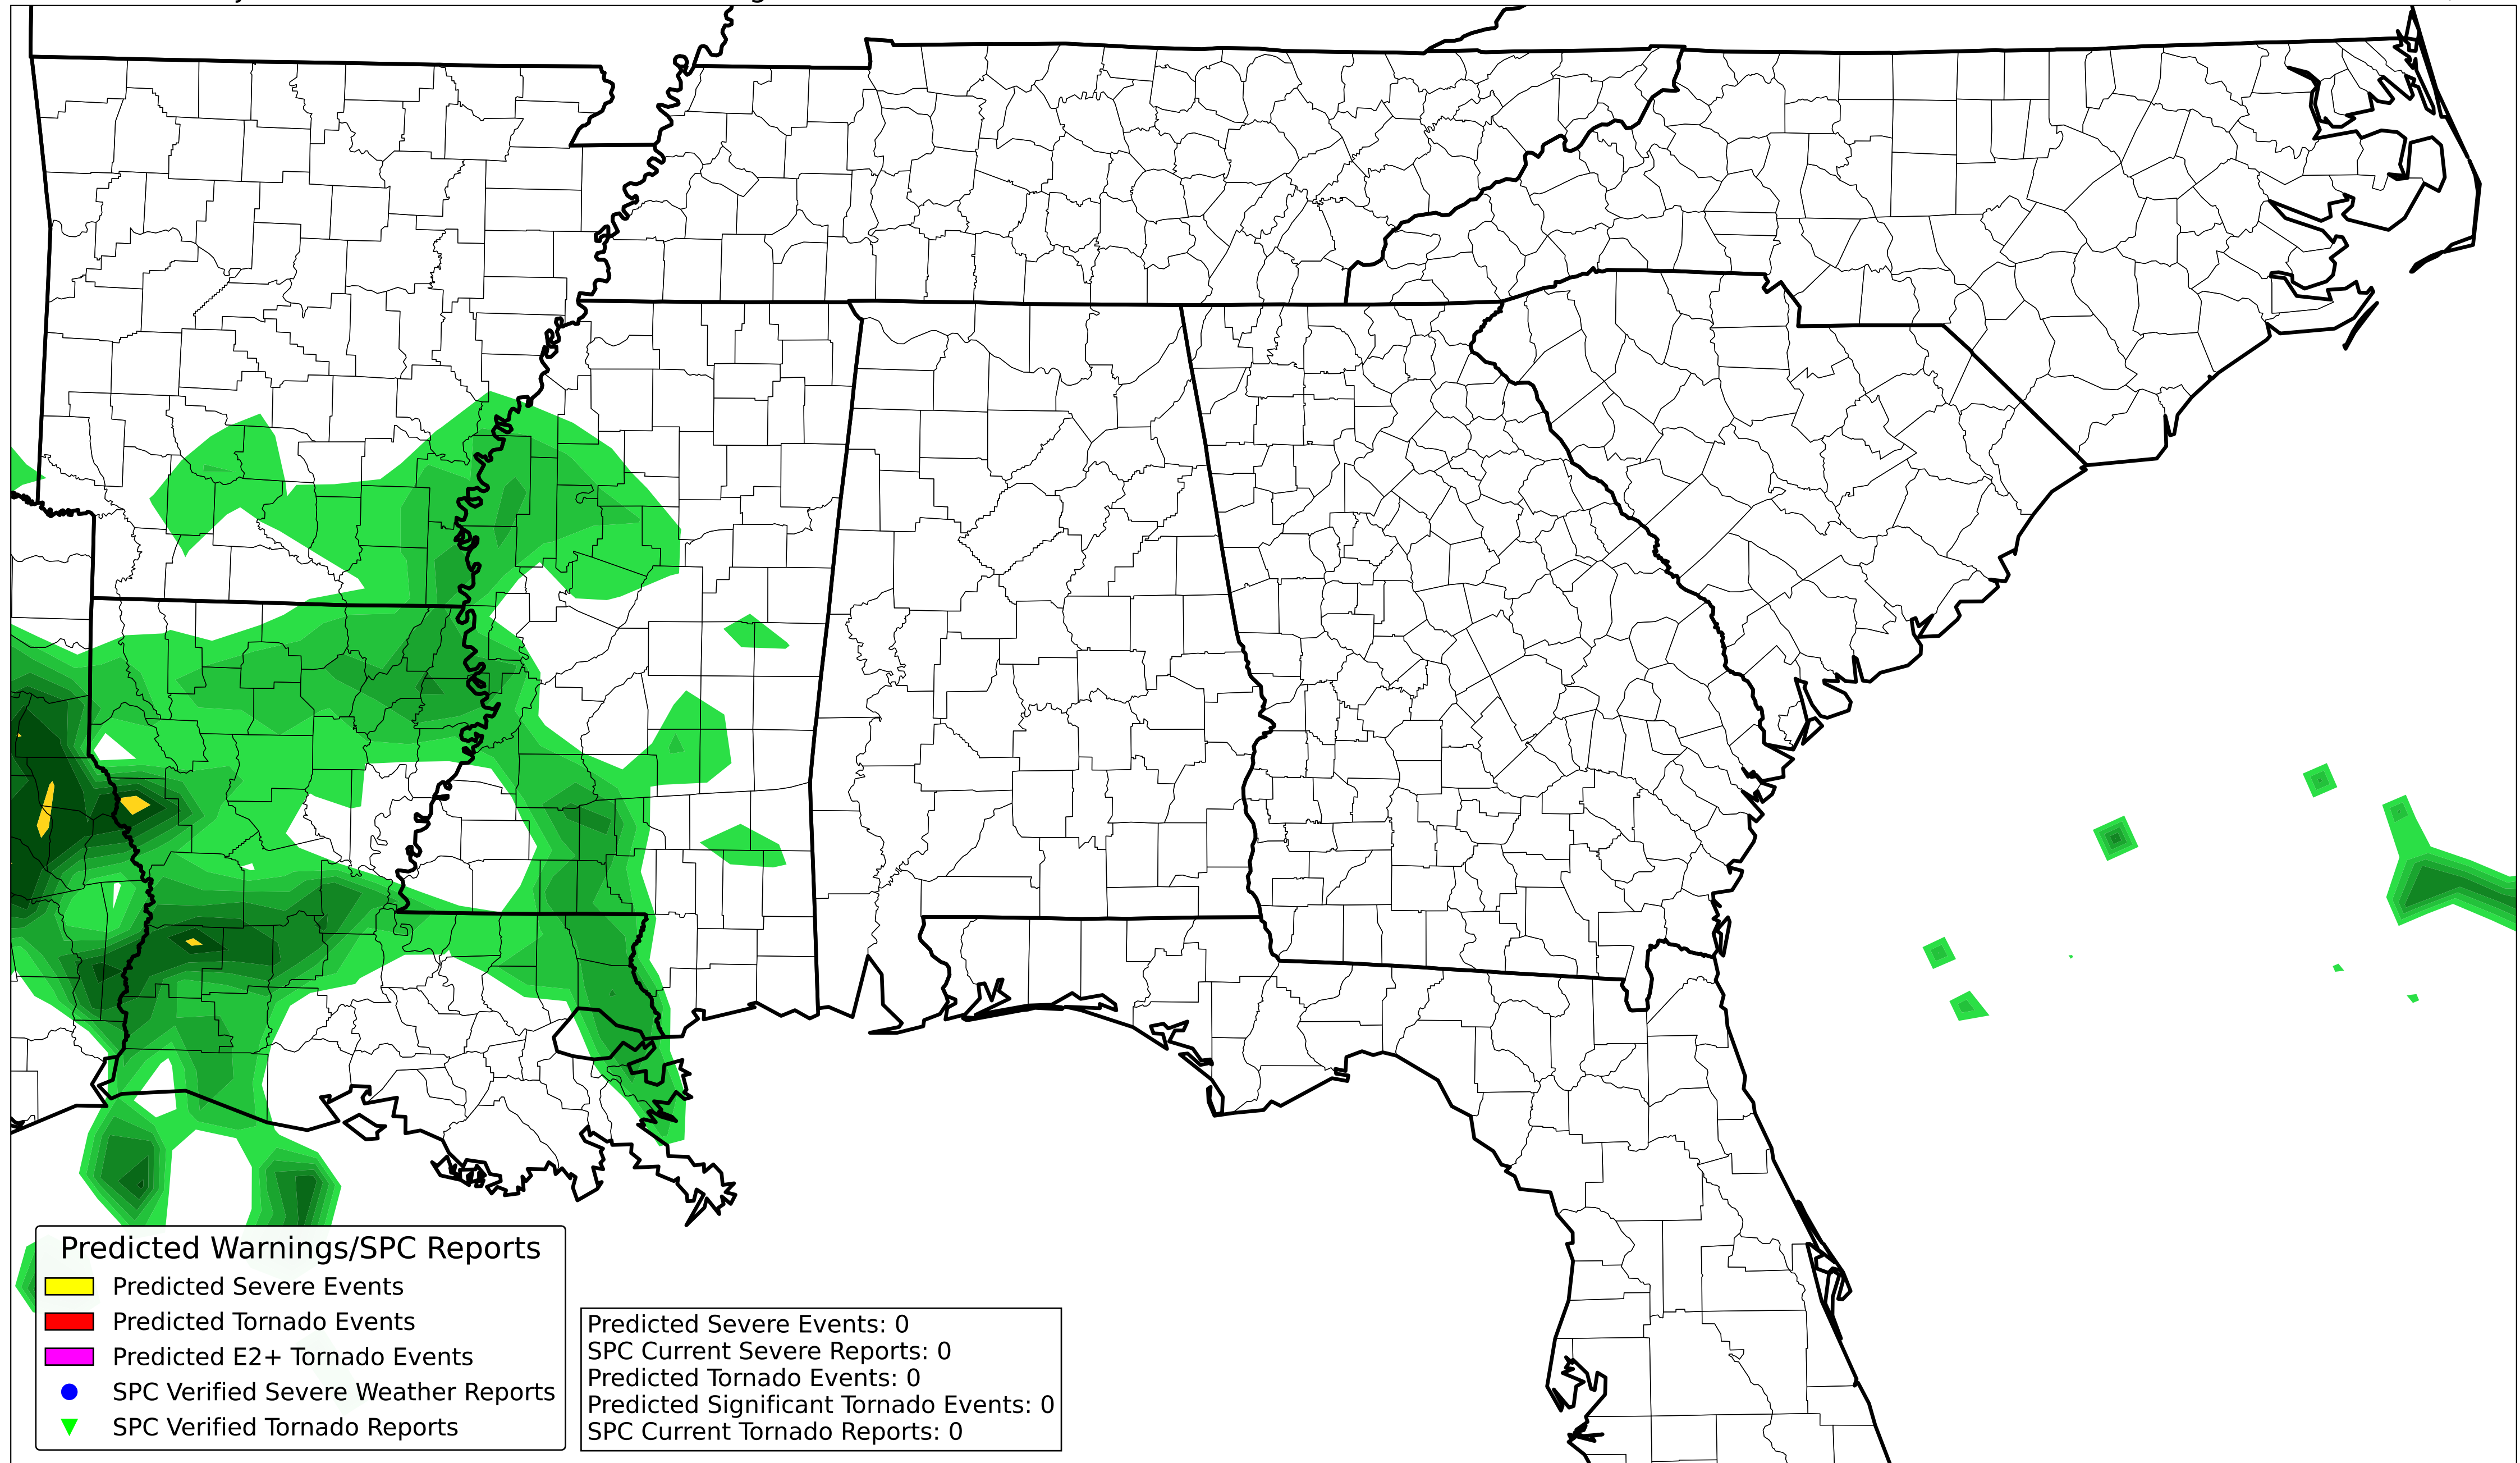 Predicted Warnings/SPC Reports
Predicted Severe Events
Predicted Tornado Events
Predicted E2+ Tornado Events
SPC Verified Severe Weather Reports
SPC Verified Tornado Reports
Predicted Severe Events: 0
SPC Current Severe Reports: 0
Predicted Tornado Events: 0
Predicted Significant Tornado Events: 0
SPC Current Tornado Reports: 0